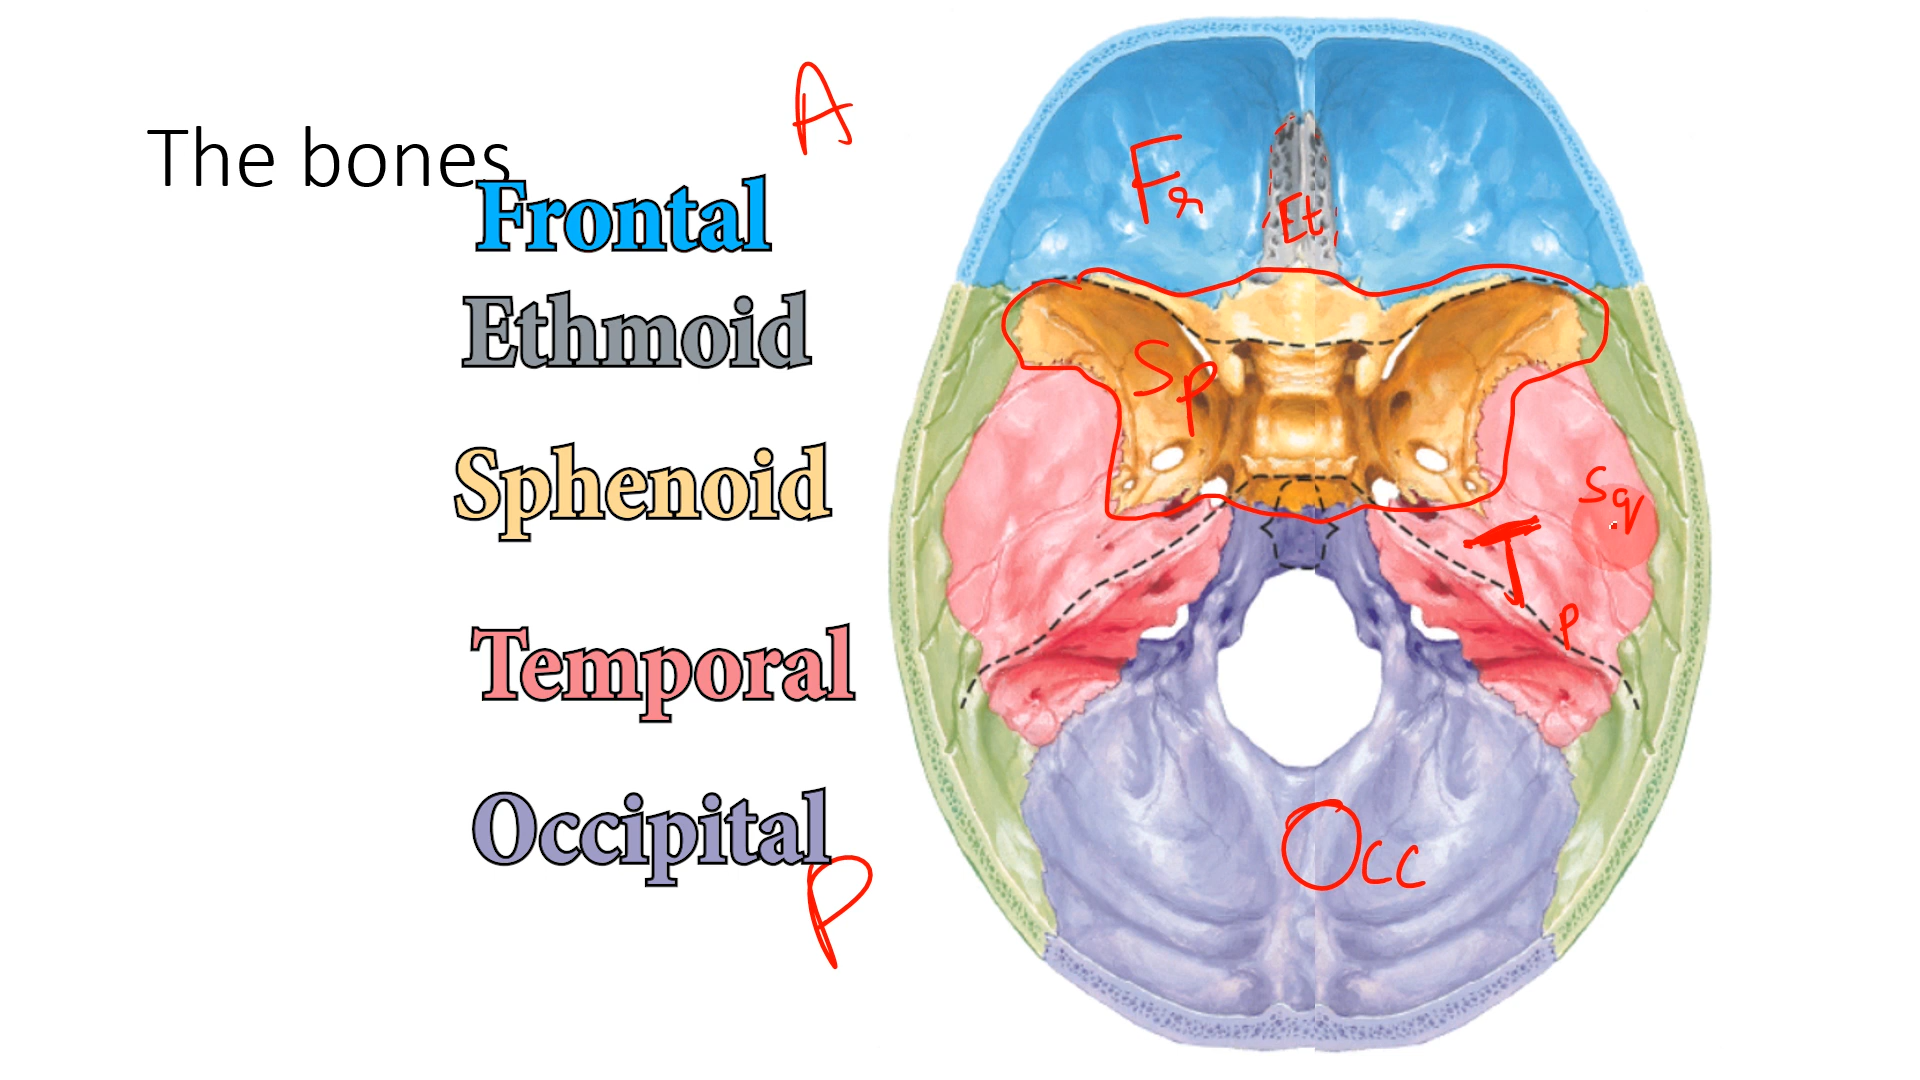 The bones
A
Frontal
Ethmoid
Sphenoid
Temporal
Occipital
P
Fr
Et
Sp
Sq
T
P
Occ